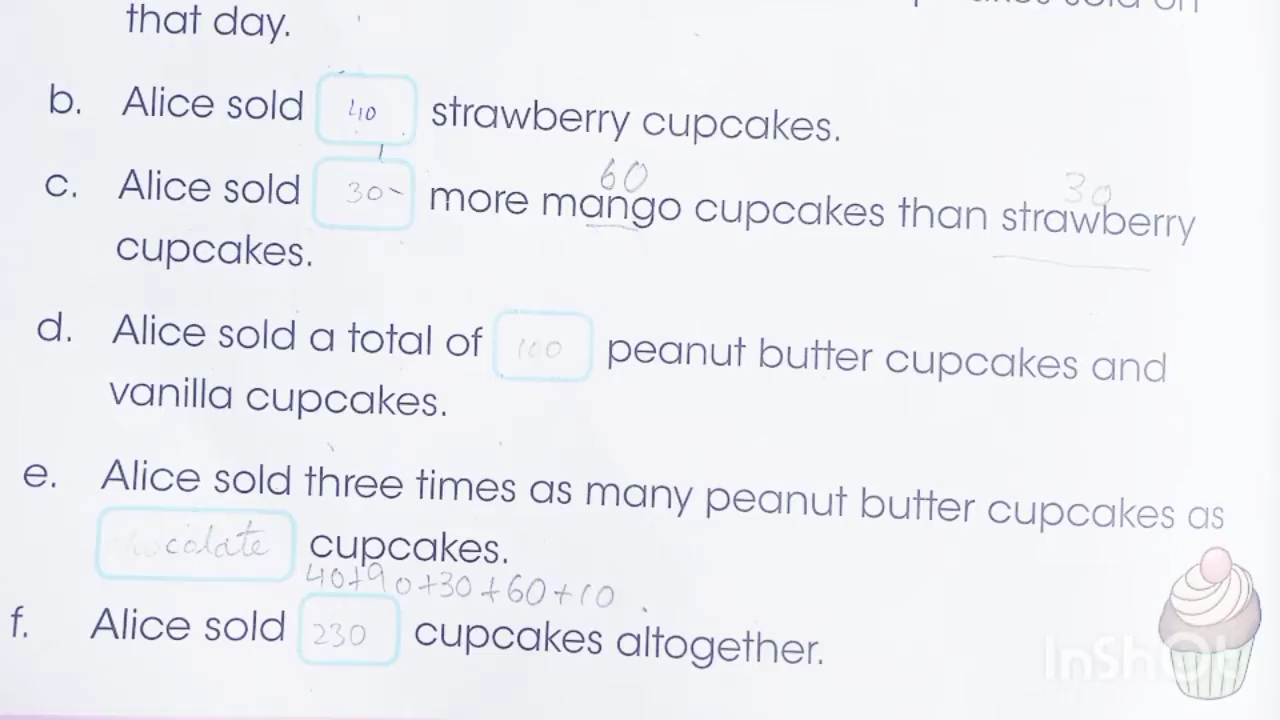 that day.
b. Alice sold 40 strawberry cupcakes.
60 30
c. Alice sold 30 more mango cupcakes than strawberry
cupcakes.
d. Alice sold a total of 100 peanut butter cupcakes and
vanilla cupcakes.
e. Alice sold three times as many peanut butter cupcakes as
chocolate cupcakes.
40+90+30+60+10
f. Alice sold 230 cupcakes altogether.
InShOt